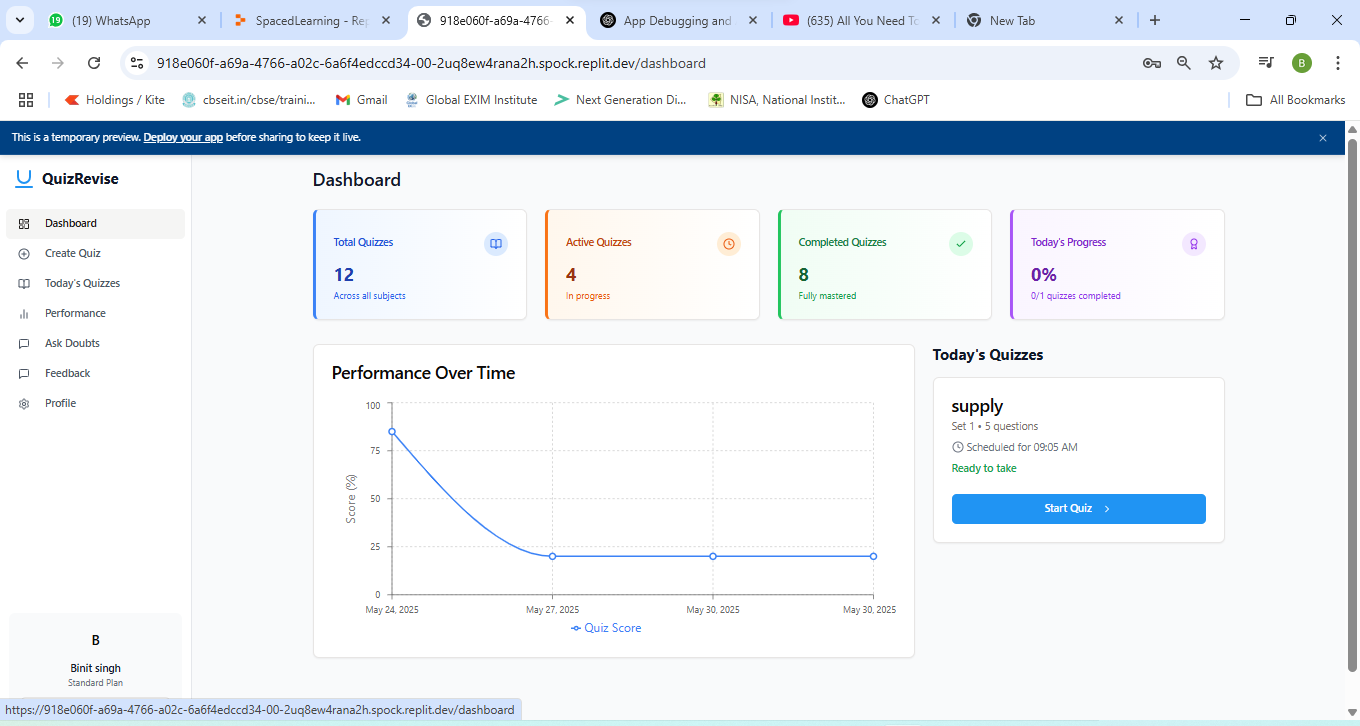 19
(19) WhatsApp
SpacedLearning - Rep
918e060f-a69a-4766-
App Debugging and
(635) All You Need To
New Tab
918e060f-a69a-4766-a02c-6a6f4edccd34-00-2uq8ew4rana2h.spock.replit.dev/dashboard
B
Holdings / Kite
cbseit.in/cbse/traini...
Gmail
Global EXIM Institute
Next Generation Di...
NISA, National Instit...
ChatGPT
All Bookmarks
This is a temporary preview. Deploy your app before sharing to keep it live.
QuizRevise
Dashboard
Create Quiz
Today's Quizzes
Performance
Ask Doubts
Feedback
Profile
B
Binit singh
Standard Plan
Dashboard
Total Quizzes
12
Across all subjects
Active Quizzes
4
In progress
Completed Quizzes
8
Fully mastered
Today's Progress
0%
0/1 quizzes completed
Performance Over Time
Score (%)
100
75
50
25
0
May 24, 2025
May 27, 2025
May 30, 2025
May 30, 2025
Quiz Score
Today's Quizzes
supply
Set 1 • 5 questions
Scheduled for 09:05 AM
Ready to take
Start Quiz
https://918e060f-a69a-4766-a02c-6a6f4edccd34-00-2uq8ew4rana2h.spock.replit.dev/dashboard